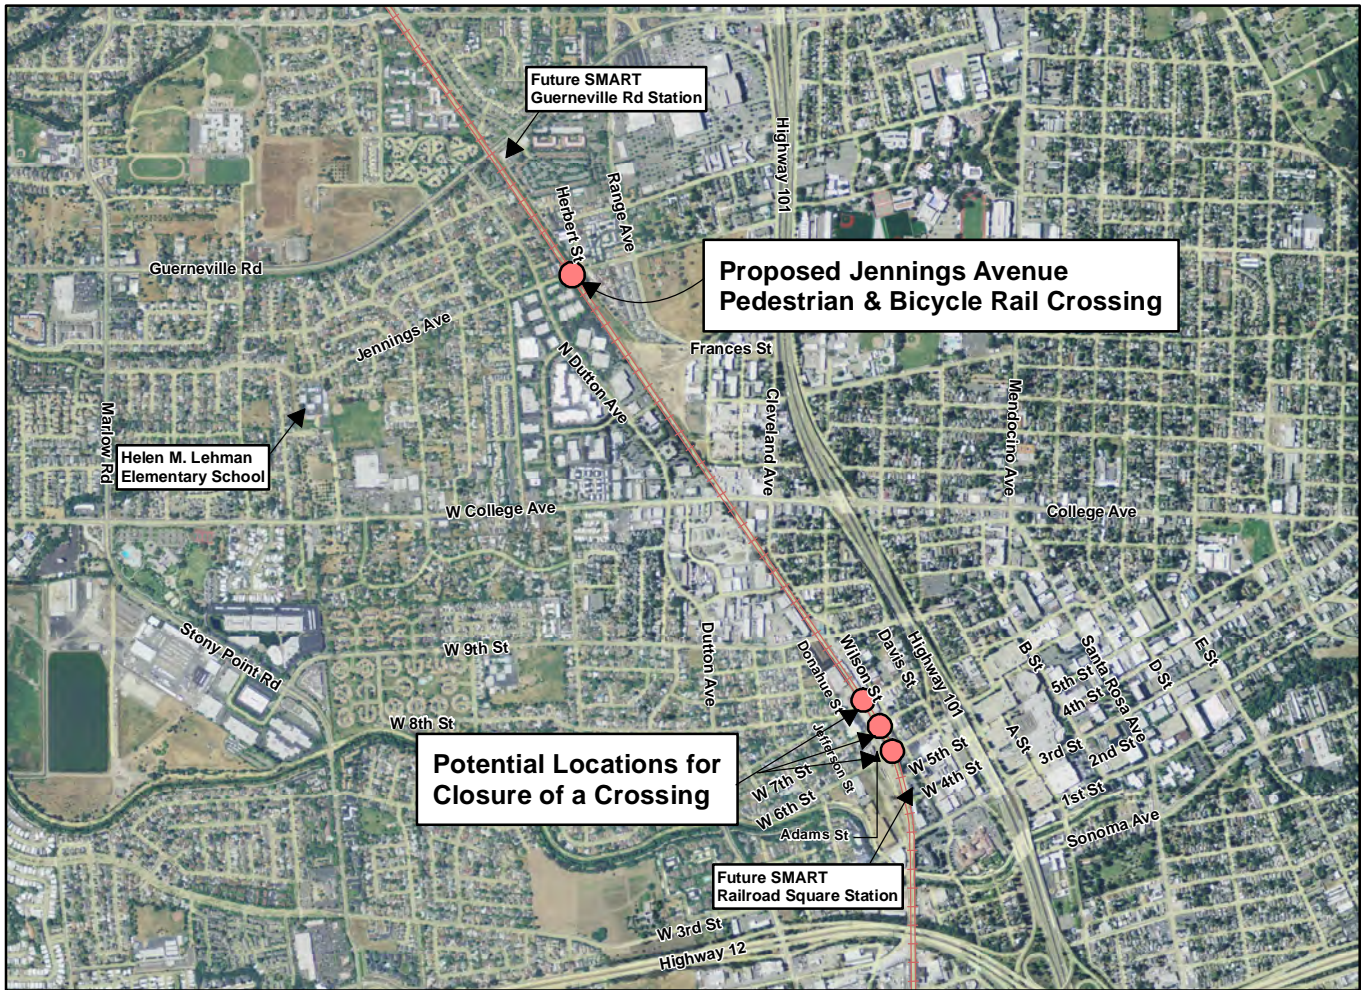 Future SMART
Guerneville Rd Station
Highway 101
Range Ave
Herbert St
Proposed Jennings Avenue
Pedestrian & Bicycle Rail Crossing
Guerneville Rd
Jennings Ave
Frances St
N Dutton Ave
Cleveland Ave
Mendocino Ave
Marlow Rd
Helen M. Lehman
Elementary School
W College Ave
College Ave
Stony Point Rd
W 9th St
Dutton Ave
Donahue St
Wilson St
Davis St
Highway 101
B St
Santa Rosa Ave
D St
E St
5th St
4th St
W 8th St
Jefferson St
A St
3rd St
2nd St
1st St
Potential Locations for
Closure of a Crossing
W 7th St
W 6th St
W 5th St
W 4th St
Adams St
Sonoma Ave
Future SMART
Railroad Square Station
W 3rd St
Highway 12